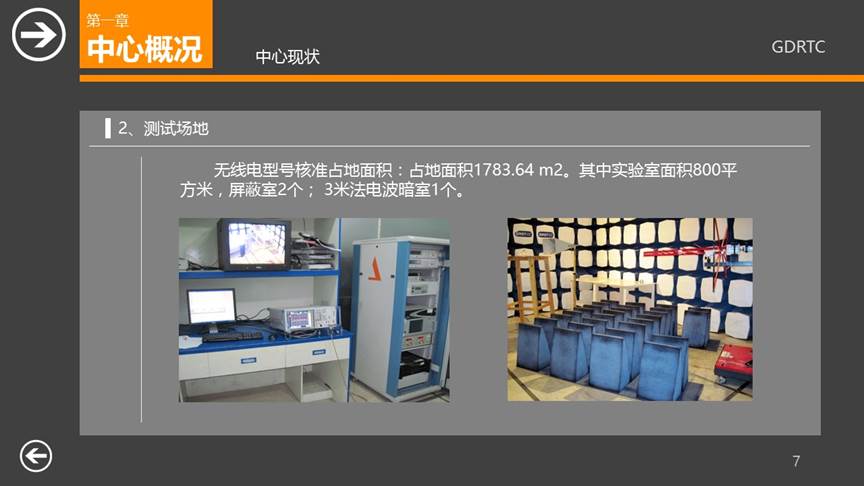 第一章
中心概况
中心现状
GDRTC
2、测试场地
无线电型号核准占地面积：占地面积1783.64 m2。其中实验室面积800平
方米，屏蔽室2个； 3米法电波暗室1个。
7